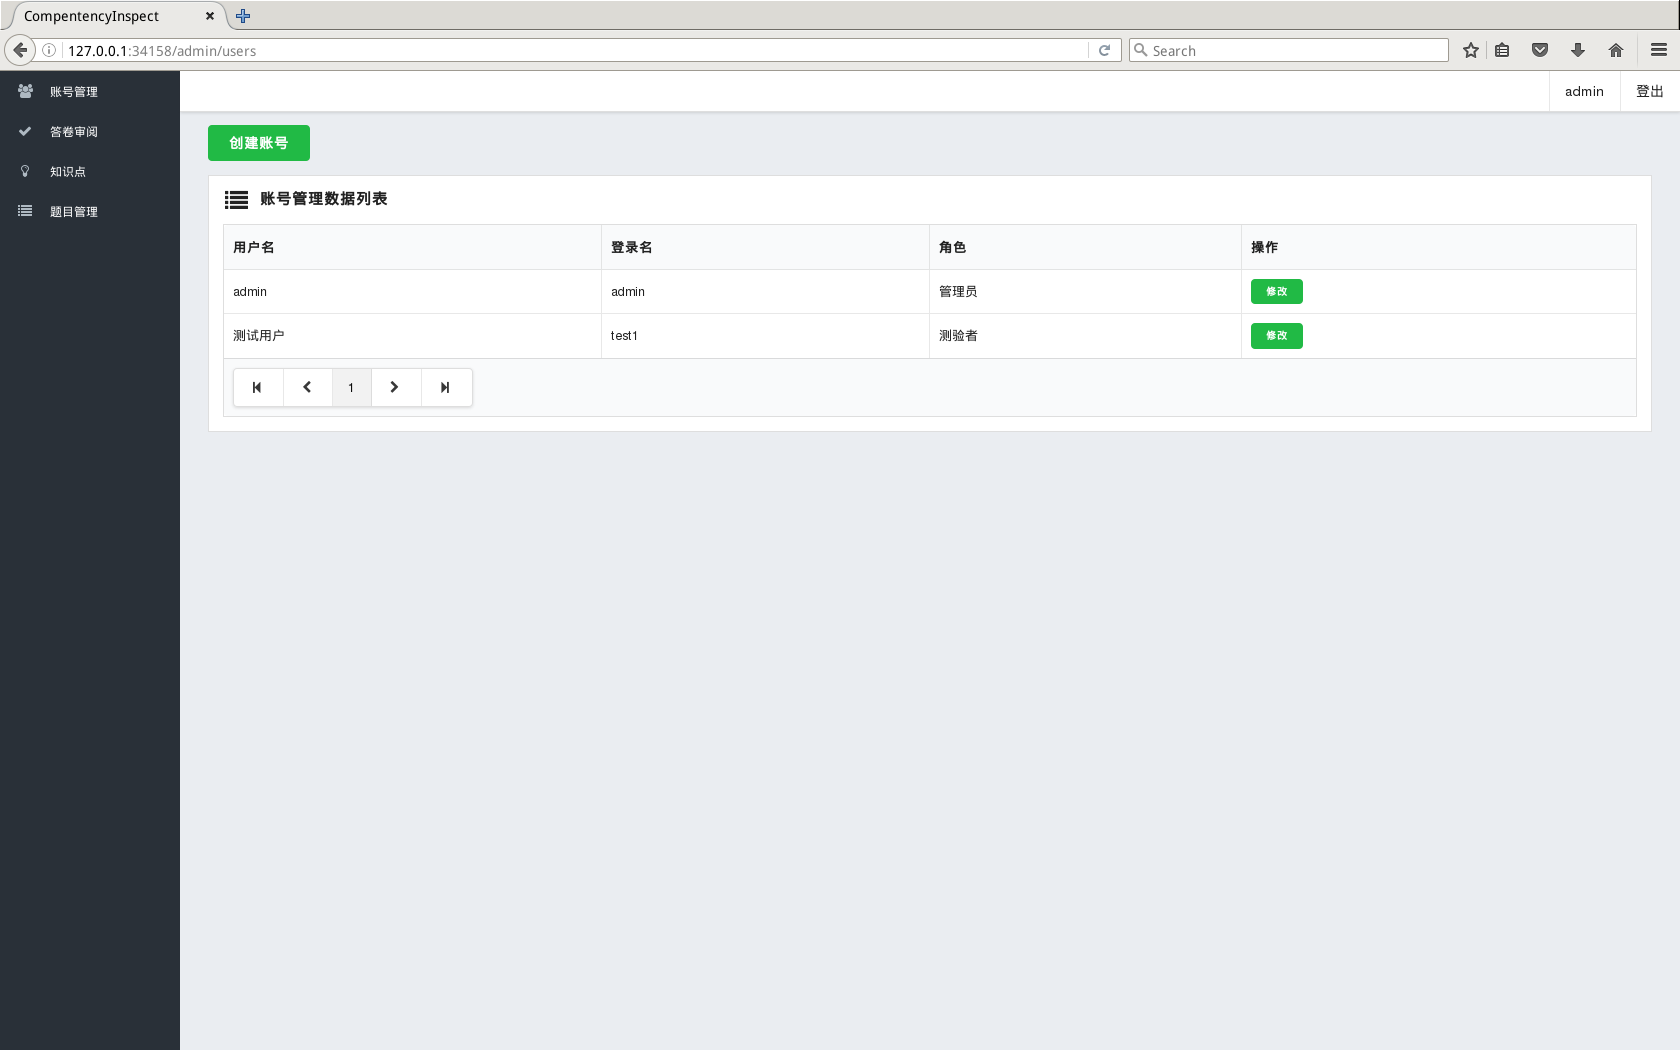 CompentencyInspect
127.0.0.1:34158/admin/users
Search
账号管理
答卷审阅
知识点
题目管理
admin
登出
创建账号
账号管理数据列表
用户名 登录名 角色 操作
admin admin 管理员 修改
测试用户 test1 测验者 修改
1